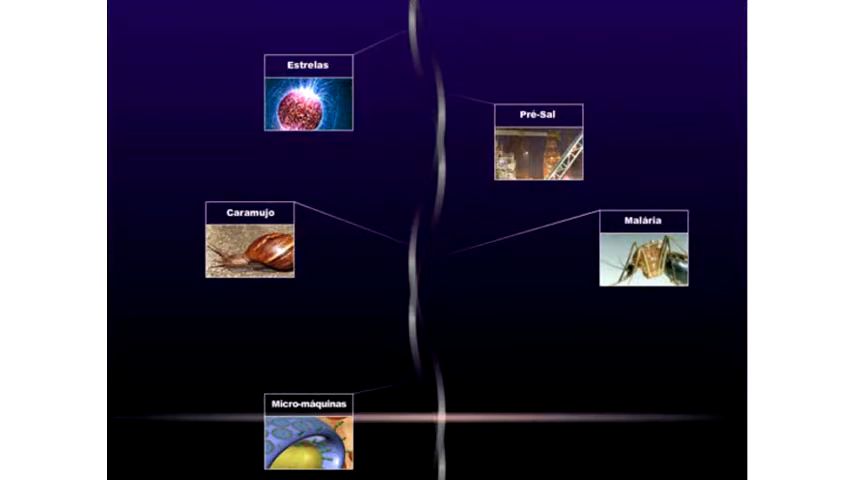 Estrelas
Pré-Sal
Caramujo
Malária
Micro-máquinas